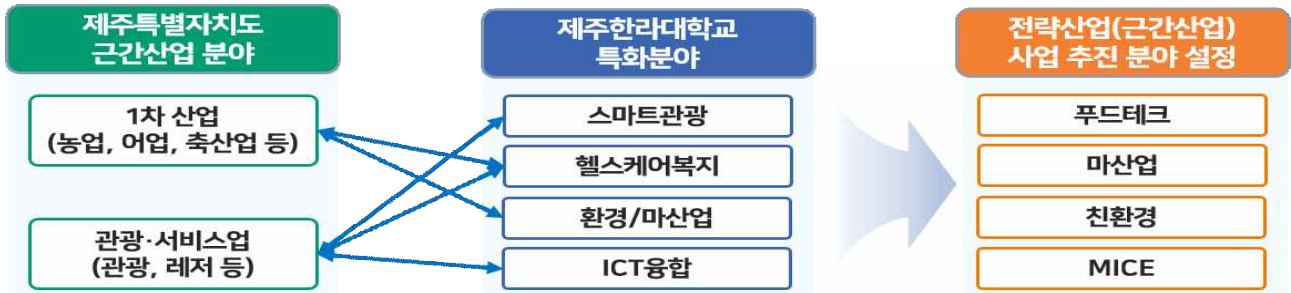 제주특별자치도
근간산업 분야
1차 산업
(농업, 어업, 축산업 등)
관광·서비스업
(관광, 레저 등)
제주한라대학교
특화분야
스마트관광
헬스케어복지
환경/마산업
ICT융합
전략산업(근간산업)
사업 추진 분야 설정
푸드테크
마산업
친환경
MICE